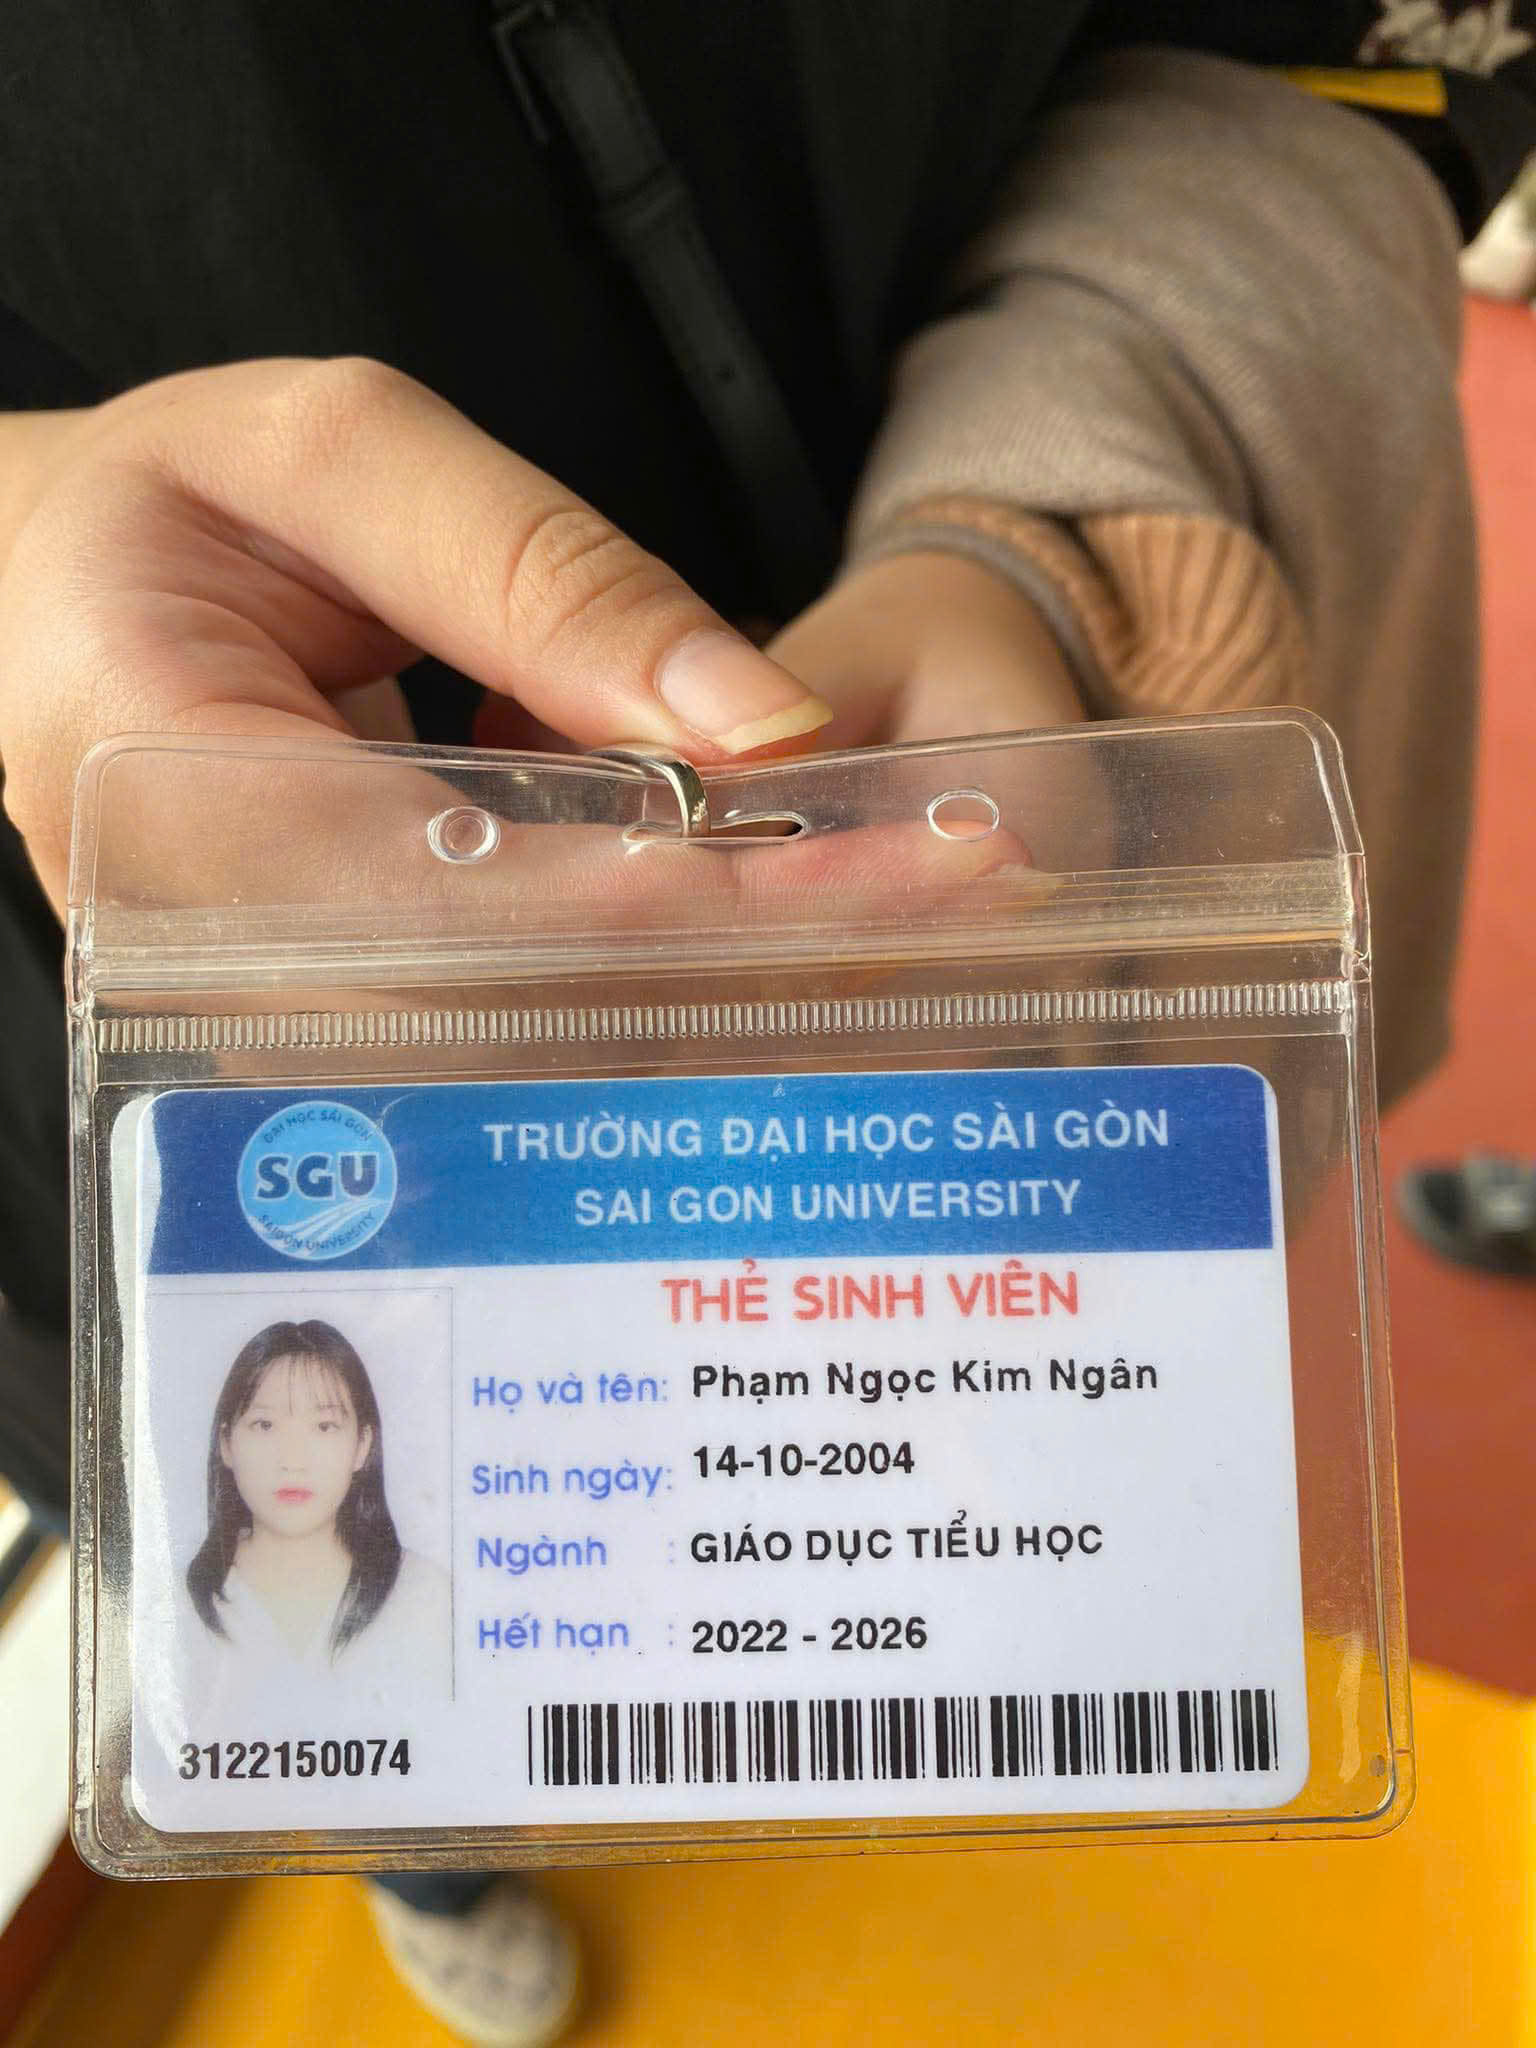 ĐẠI HỌC SÀI GÒN
SGU
SAIGON UNIVERSITY
TRƯỜNG ĐẠI HỌC SÀI GÒN
SAI GON UNIVERSITY
THẺ SINH VIÊN
Họ và tên: Phạm Ngọc Kim Ngân
Sinh ngày: 14-10-2004
Ngành : GIÁO DỤC TIỂU HỌC
Hết hạn : 2022 - 2026
3122150074